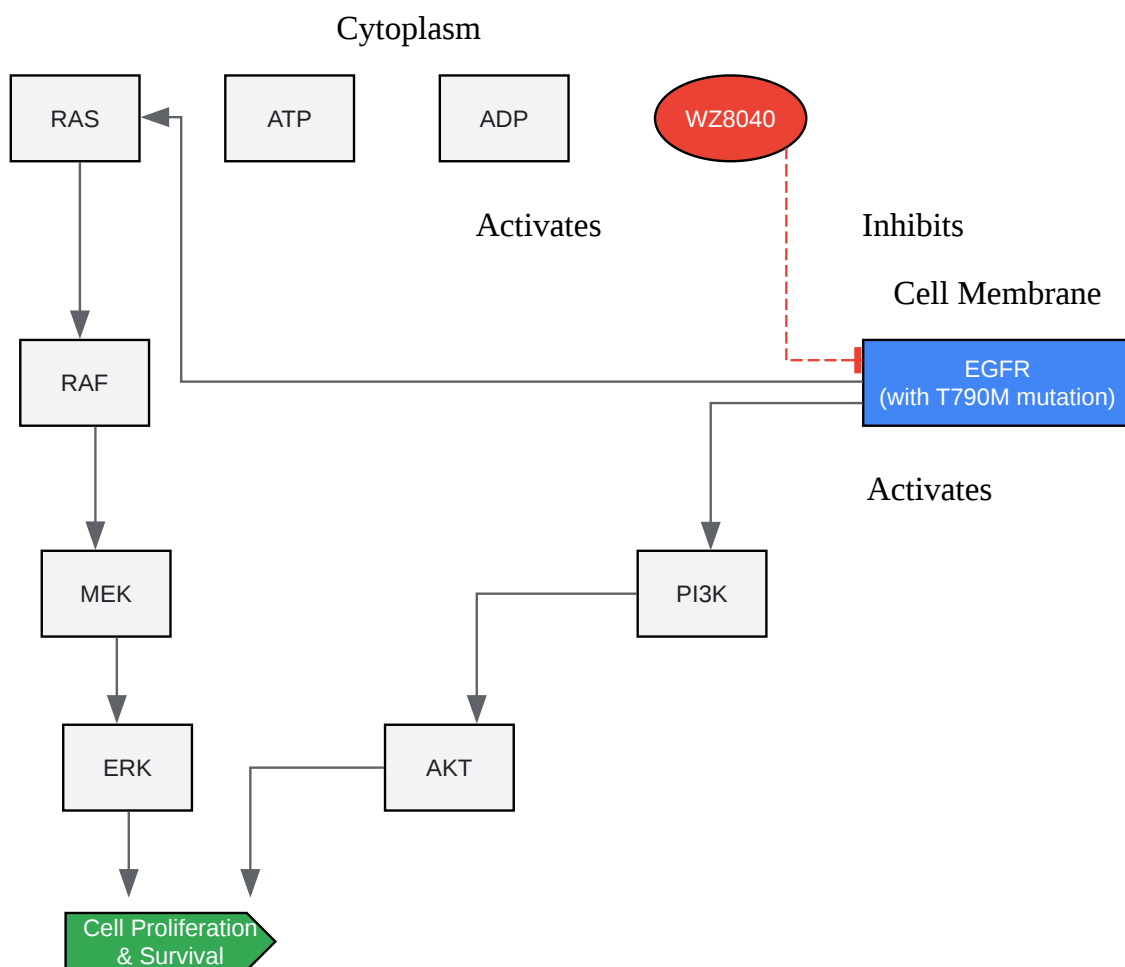 Cytoplasm
RAS
ATP
ADP
WZ8040
Activates
Inhibits
Cell Membrane
RAF
EGFR
(with T790M mutation)
Activates
MEK
PI3K
ERK
AKT
Cell Proliferation
& Survival